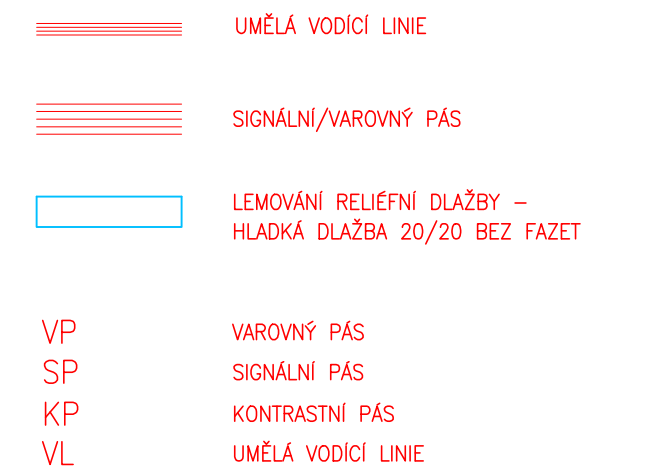 UMĚLÁ VODÍCÍ LINIE
SIGNÁLNÍ/VAROVNÝ PÁS
LEMOVÁNÍ RELIÉFNÍ DLAŽBY –
HLADKÁ DLAŽBA 20/20 BEZ FAZET
VP VAROVNÝ PÁS
SP SIGNÁLNÍ PÁS
KP KONTRASTNÍ PÁS
VL UMĚLÁ VODÍCÍ LINIE